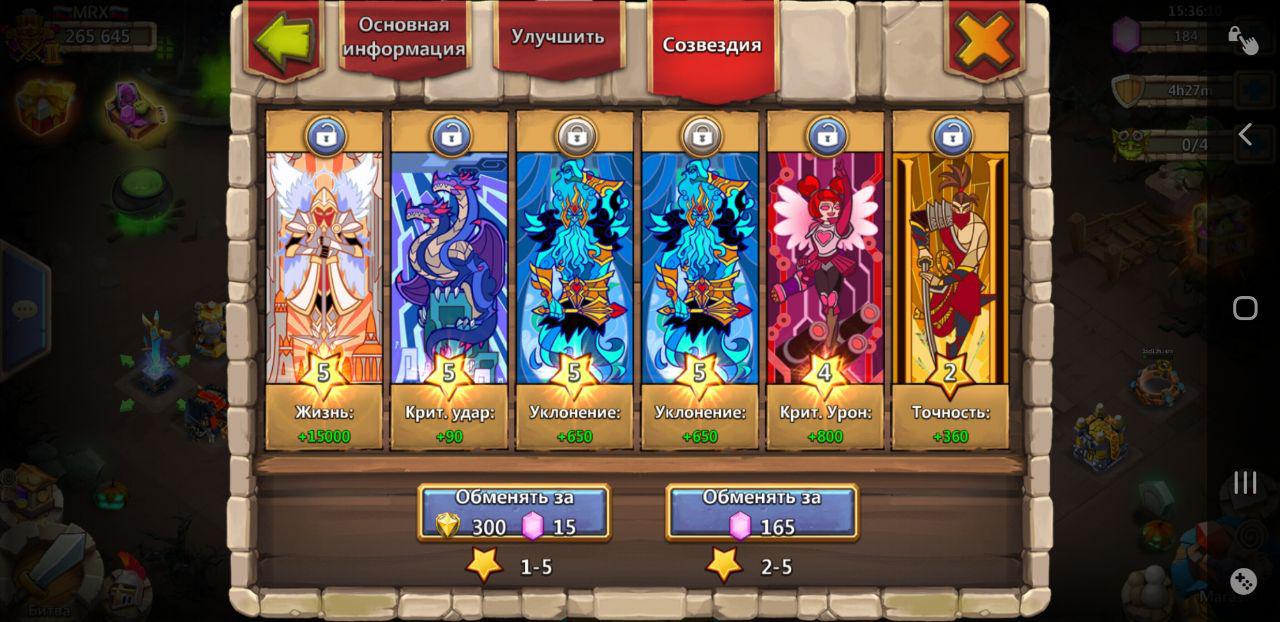 MRX
265 645
Основная
информация
Улучшить
Созвездия
15:36:10
184
4h27m
0/4
5
5
5
5
4
2
Жизнь:
+15000
Крит. удар:
+90
Уклонение:
+650
Уклонение:
+650
Крит. Урон:
+800
Точность:
+360
Обменять за
300 15
Обменять за
165
1-5
2-5
Битва